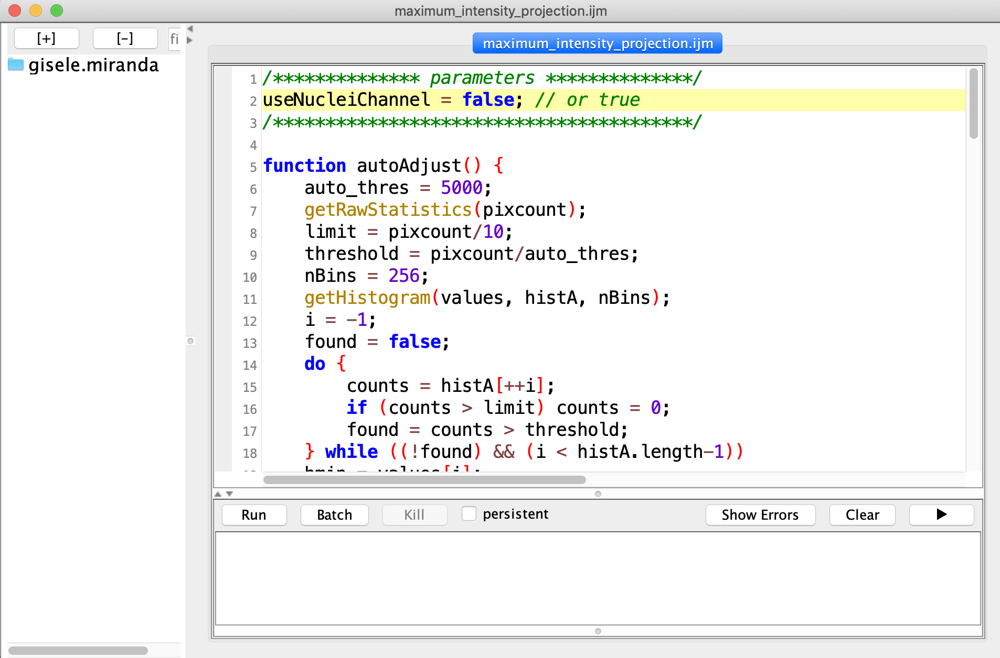 maximum_intensity_projection.ijm
[+] [-] fi
gisele.miranda
maximum_intensity_projection.ijm
1 /************** parameters **************/
2 useNucleiChannel = false; // or true
3 /****************************************/
4
5 function autoAdjust() {
6     auto_thres = 5000;
7     getRawStatistics(pixcount);
8     limit = pixcount/10;
9     threshold = pixcount/auto_thres;
10     nBins = 256;
11     getHistogram(values, histA, nBins);
12     i = -1;
13     found = false;
14     do {
15         counts = histA[++i];
16         if (counts > limit) counts = 0;
17         found = counts > threshold;
18     } while ((!found) && (i < histA.length-1))
hmin = values[i];
Run Batch Kill persistent Show Errors Clear